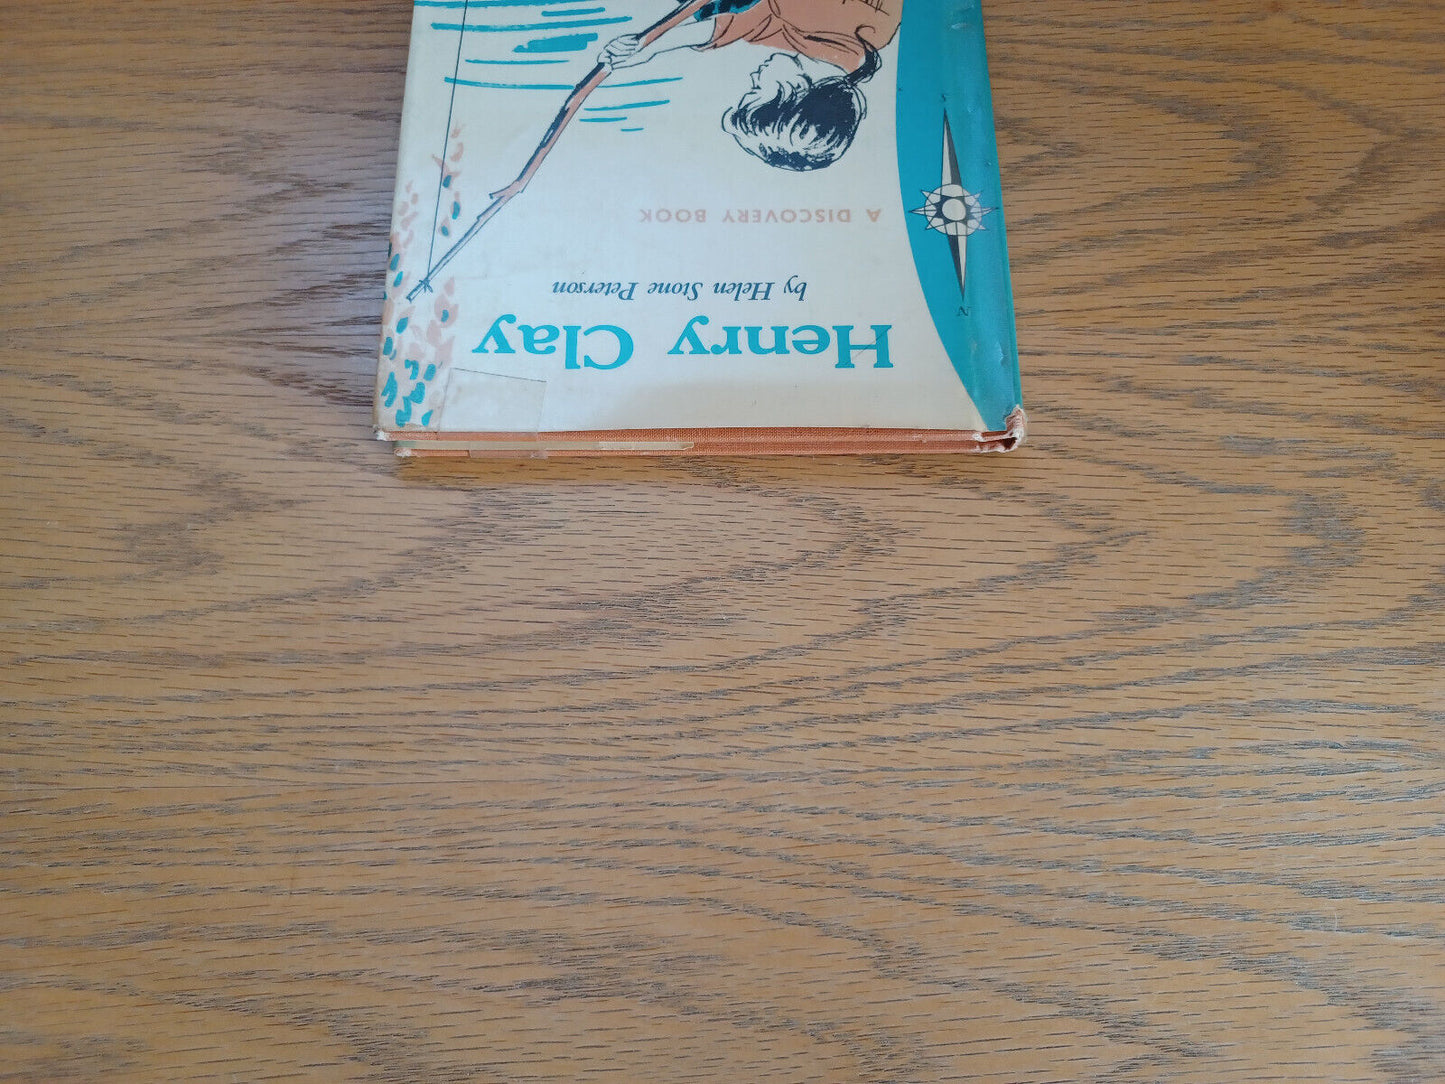 Henry Clay
by Helen Stone Peterson
A DISCOVERY BOOK
N
S